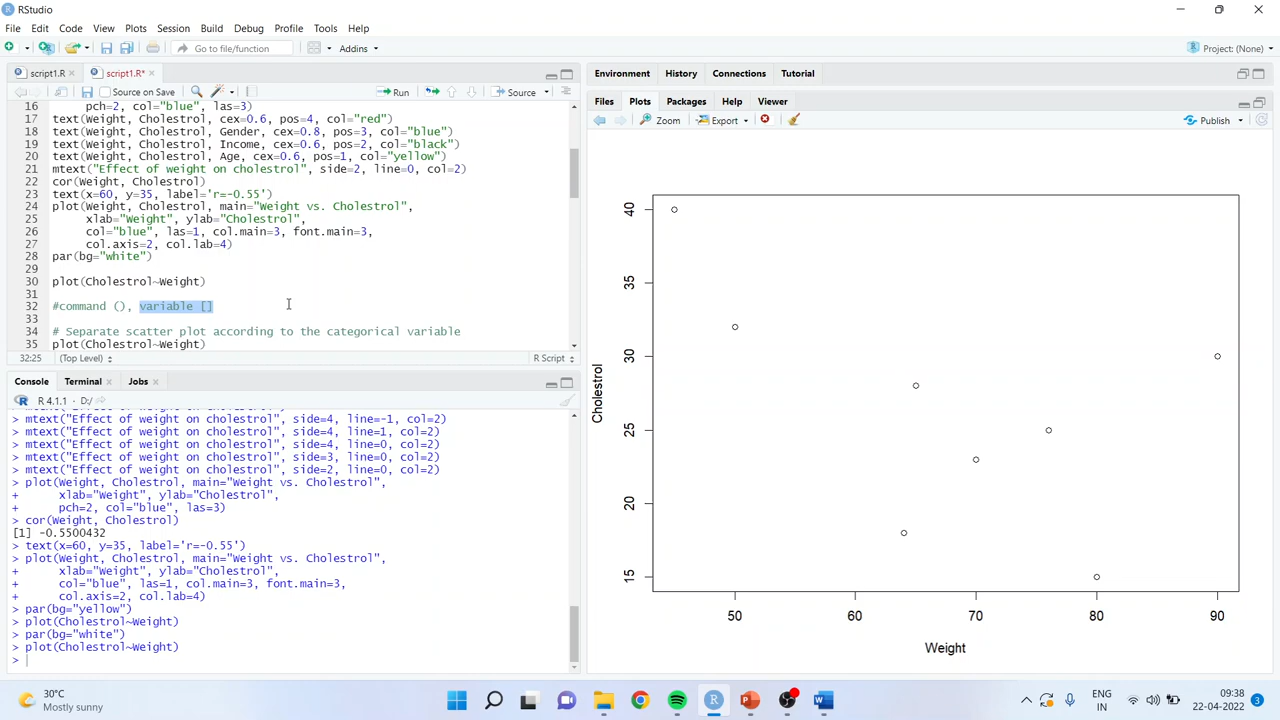 RStudio
File Edit Code View Plots Session Build Debug Profile Tools Help
Go to file/function Addins Project: (None)
script1.R script1.R*
Source on Save Run Source
16 pch=2, col="blue", las=3)
17 text(Weight, Cholestrol, cex=0.6, pos=4, col="red")
18 text(Weight, Cholestrol, Gender, cex=0.8, pos=3, col="blue")
19 text(Weight, Cholestrol, Income, cex=0.6, pos=2, col="black")
20 text(Weight, Cholestrol, Age, cex=0.6, pos=1, col="yellow")
21 mtext("Effect of weight on cholestrol", side=2, line=0, col=2)
22 cor(Weight, Cholestrol)
23 text(x=60, y=35, label='r=-0.55')
24 plot(Weight, Cholestrol, main="Weight vs. Cholestrol",
25 xlab="Weight", ylab="Cholestrol",
26 col="blue", las=1, col.main=3, font.main=3,
27 col.axis=2, col.lab=4)
28 par(bg="white")
29
30 plot(Cholestrol~Weight)
31
32 #command (), variable []
33
34 # Separate scatter plot according to the categorical variable
35 plot(Cholestrol~Weight)
32:25 (Top Level) R Script
Console Terminal Jobs
R 4.1.1 · D:/
mtext("Effect of weight on cholestrol", side=4, line=-1, col=2)
> mtext("Effect of weight on cholestrol", side=4, line=1, col=2)
> mtext("Effect of weight on cholestrol", side=4, line=0, col=2)
> mtext("Effect of weight on cholestrol", side=3, line=0, col=2)
> mtext("Effect of weight on cholestrol", side=2, line=0, col=2)
> plot(Weight, Cholestrol, main="Weight vs. Cholestrol",
+ xlab="Weight", ylab="Cholestrol",
+ pch=2, col="blue", las=3)
> cor(Weight, Cholestrol)
[1] -0.5500432
> text(x=60, y=35, label='r=-0.55')
> plot(Weight, Cholestrol, main="Weight vs. Cholestrol",
+ xlab="Weight", ylab="Cholestrol",
+ col="blue", las=1, col.main=3, font.main=3,
+ col.axis=2, col.lab=4)
> par(bg="yellow")
> plot(Cholestrol~Weight)
> par(bg="white")
> plot(Cholestrol~Weight)
>
Environment History Connections Tutorial
Files Plots Packages Help Viewer
Zoom Export Publish
40
35
30
25
20
15
Cholestrol
50 60 70 80 90
Weight
30°C
Mostly sunny
ENG
IN
09:38
22-04-2022
3